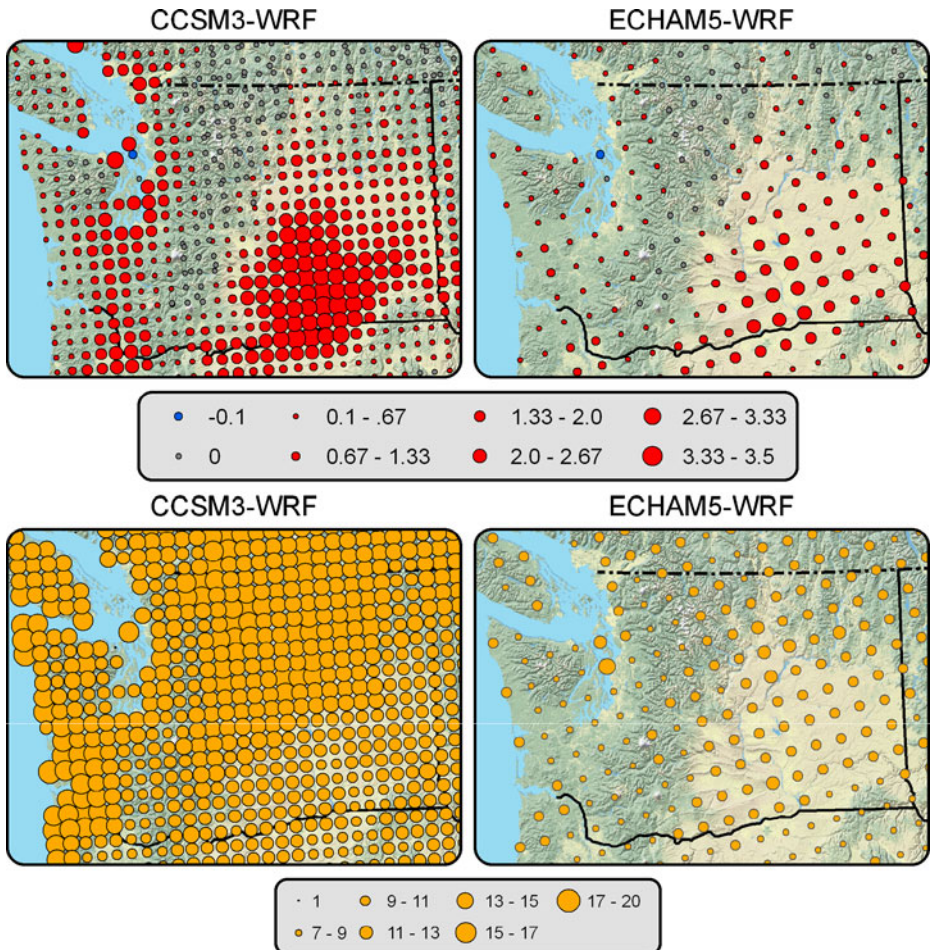 CCSM3-WRF
ECHAM5-WRF
-0.1
0.1 - .67
1.33 - 2.0
2.67 - 3.33
0
0.67 - 1.33
2.0 - 2.67
3.33 - 3.5
CCSM3-WRF
ECHAM5-WRF
1
9 - 11
13 - 15
17 - 20
7 - 9
11 - 13
15 - 17